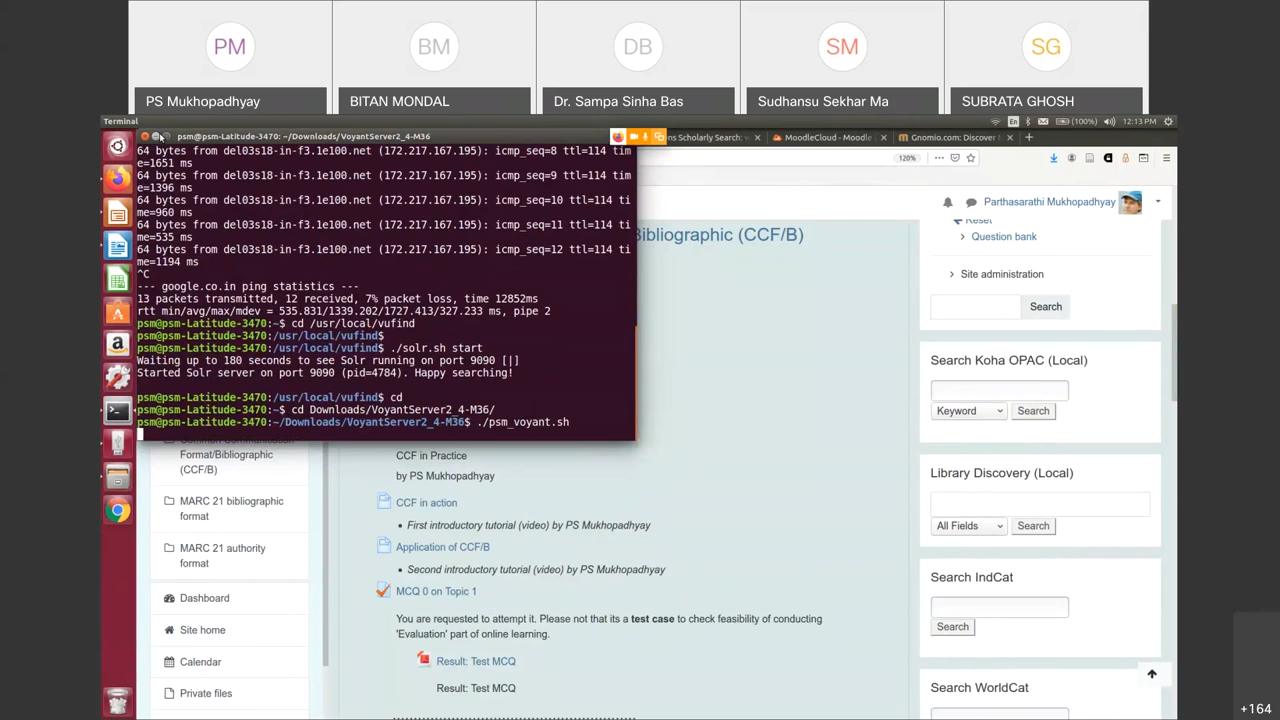 PM
BM
DB
SM
SG
PS Mukhopadhyay
BITAN MONDAL
Dr. Sampa Sinha Bas
Sudhansu Sekhar Ma
SUBRATA GHOSH
Terminal
En
(100%)
12:13 PM
psm@psm-Latitude-3470: ~/Downloads/VoyantServer2_4-M36
ns Scholarly Search:
MoodleCloud - Moodle
Gnomio.com: Discover
120%
64 bytes from del03s18-in-f3.1e100.net (172.217.167.195): icmp_seq=8 ttl=114 tim
e=1651 ms
64 bytes from del03s18-in-f3.1e100.net (172.217.167.195): icmp_seq=9 ttl=114 tim
e=1396 ms
64 bytes from del03s18-in-f3.1e100.net (172.217.167.195): icmp_seq=10 ttl=114 ti
me=960 ms
64 bytes from del03s18-in-f3.1e100.net (172.217.167.195): icmp_seq=11 ttl=114 ti
me=535 ms
64 bytes from del03s18-in-f3.1e100.net (172.217.167.195): icmp_seq=12 ttl=114 ti
me=1194 ms
^C
--- google.co.in ping statistics ---
13 packets transmitted, 12 received, 7% packet loss, time 12852ms
rtt min/avg/max/mdev = 535.831/1339.202/1727.413/327.233 ms, pipe 2
psm@psm-Latitude-3470:~$ cd /usr/local/vufind
psm@psm-Latitude-3470:/usr/local/vufind$
psm@psm-Latitude-3470:/usr/local/vufind$ ./solr.sh start
Waiting up to 180 seconds to see Solr running on port 9090 [|]
Started Solr server on port 9090 (pid=4784). Happy searching!
psm@psm-Latitude-3470:/usr/local/vufind$ cd
psm@psm-Latitude-3470:~$ cd Downloads/VoyantServer2_4-M36/
psm@psm-Latitude-3470:~/Downloads/VoyantServer2_4-M36$ ./psm_voyant.sh
Bibliographic (CCF/B)
Common Communication
Format/Bibliographic
(CCF/B)
MARC 21 bibliographic
format
MARC 21 authority
format
Dashboard
Site home
Calendar
Private files
CCF in Practice
by PS Mukhopadhyay
CCF in action
• First introductory tutorial (video) by PS Mukhopadhyay
Application of CCF/B
• Second introductory tutorial (video) by PS Mukhopadhyay
MCQ 0 on Topic 1
You are requested to attempt it. Please not that its a test case to check feasibility of conducting
'Evaluation' part of online learning.
Result: Test MCQ
Result: Test MCQ
Parthasarathi Mukhopadhyay
Reset
Question bank
Site administration
Search
Search Koha OPAC (Local)
Keyword
Search
Library Discovery (Local)
All Fields
Search
Search IndCat
Search
Search WorldCat
+164